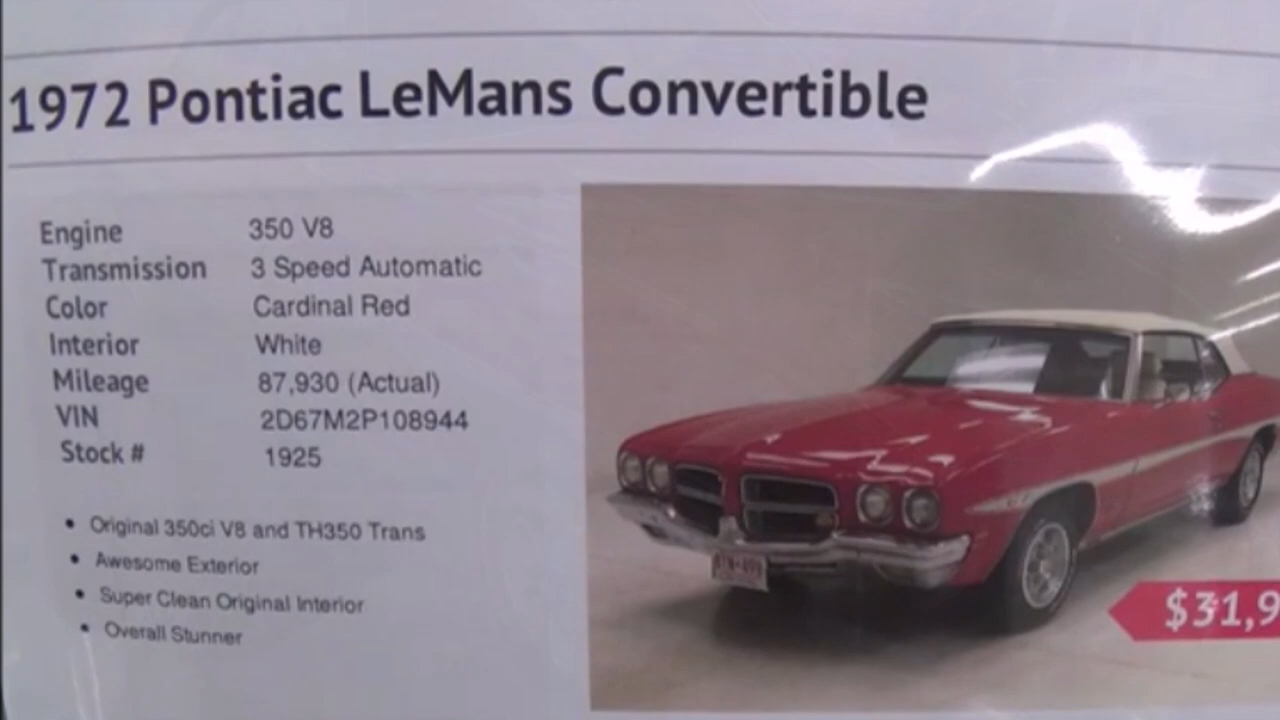 1972 Pontiac LeMans Convertible
Engine 350 V8
Transmission 3 Speed Automatic
Color Cardinal Red
Interior White
Mileage 87,930 (Actual)
VIN 2D67M2P108944
Stock # 1925
• Original 350ci V8 and TH350 Trans
• Awesome Exterior
• Super Clean Original Interior
• Overall Stunner
$31,9